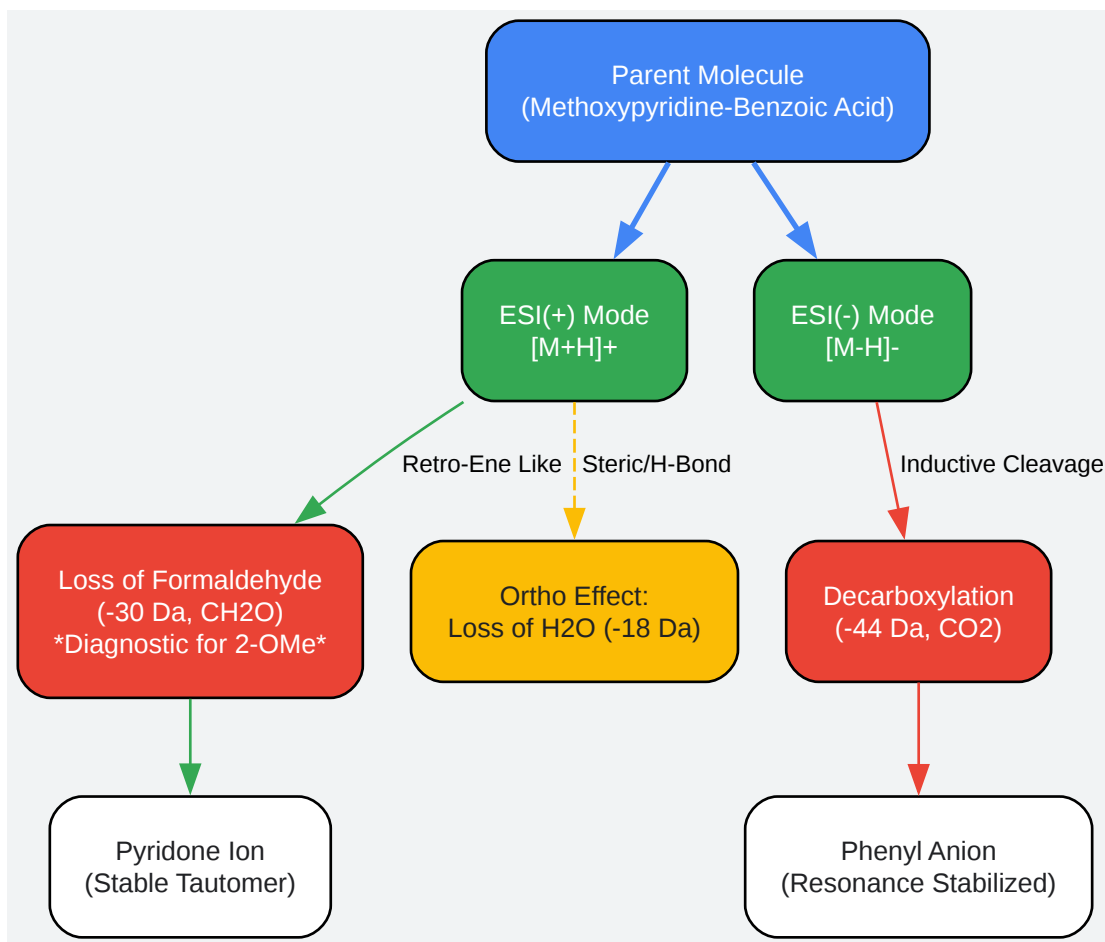 Parent Molecule
(Methoxypyridine-Benzoic Acid)
ESI(+) Mode
[M+H]+
ESI(-) Mode
[M-H]-
Retro-Ene Like
Steric/H-Bond
Inductive Cleavage
Loss of Formaldehyde
(-30 Da, CH2O)
*Diagnostic for 2-OMe*
Ortho Effect:
Loss of H2O (-18 Da)
Decarboxylation
(-44 Da, CO2)
Pyridone Ion
(Stable Tautomer)
Phenyl Anion
(Resonance Stabilized)